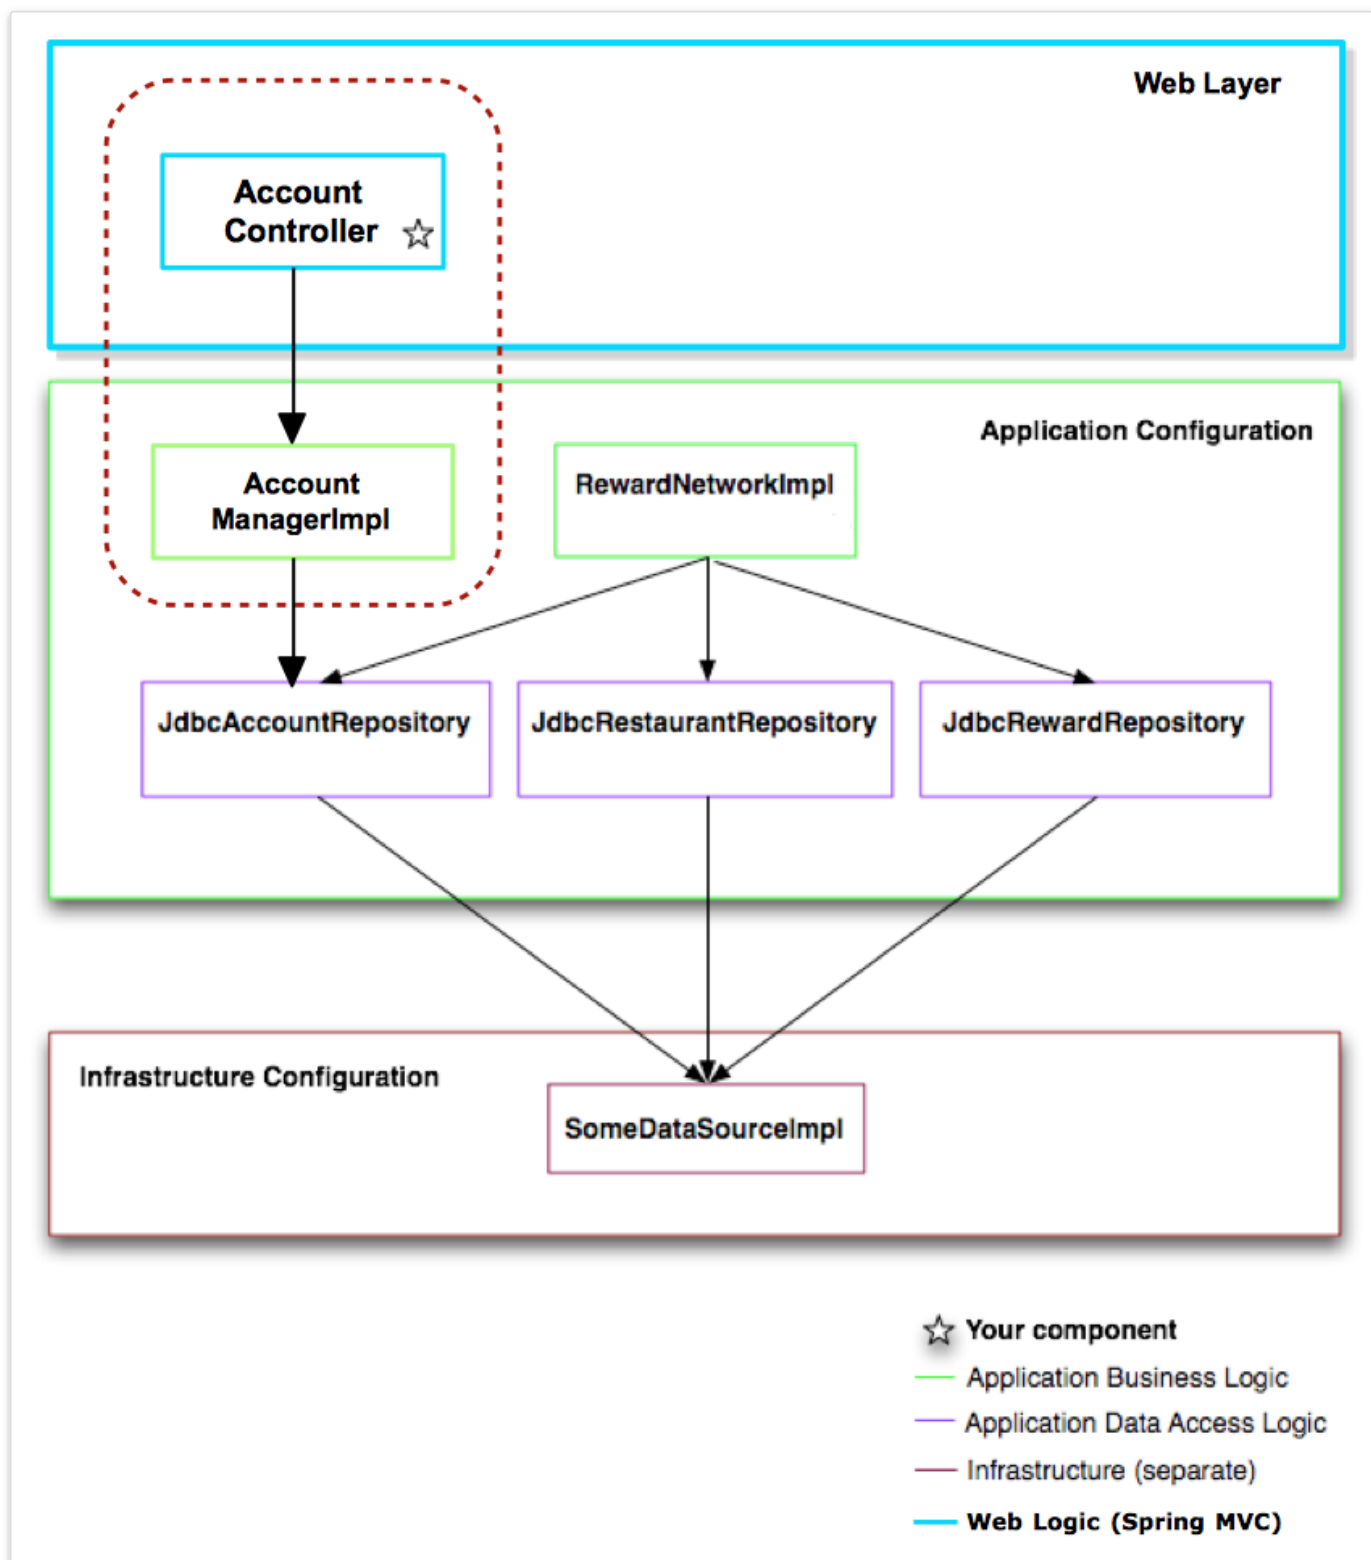 Web Layer
Account
Controller
Application Configuration
Account
ManagerImpl
RewardNetworkImpl
JdbcAccountRepository
JdbcRestaurantRepository
JdbcRewardRepository
Infrastructure Configuration
SomeDataSourceImpl
Your component
Application Business Logic
Application Data Access Logic
Infrastructure (separate)
Web Logic (Spring MVC)